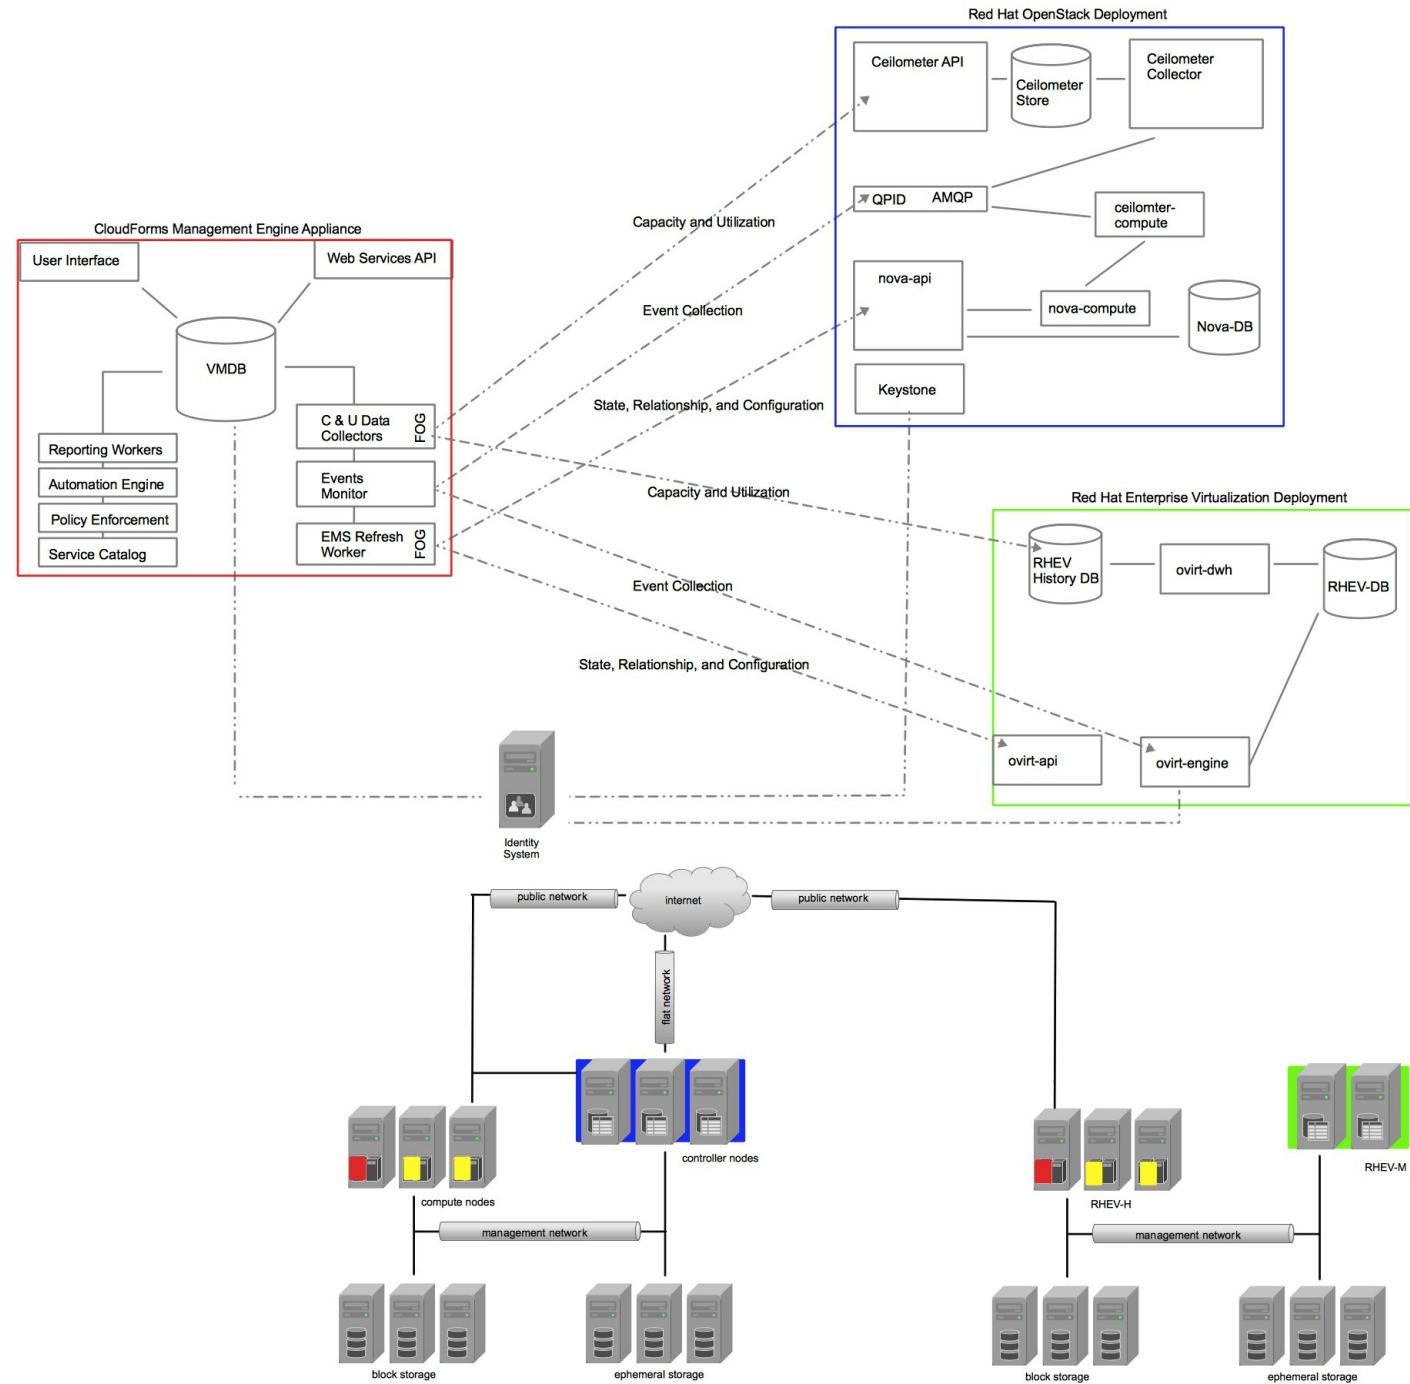 Red Hat OpenStack Deployment
Ceilometer API
Ceilometer
Store
Ceilometer
Collector
QPID AMQP
ceilomter-
compute
nova-api
nova-compute
Nova-DB
Keystone
CloudForms Management Engine Appliance
User Interface
Web Services API
VMDB
C & U Data
Collectors
FOG
Events
Monitor
EMS Refresh
Worker
FOG
Reporting Workers
Automation Engine
Policy Enforcement
Service Catalog
Capacity and Utilization
Event Collection
State, Relationship, and Configuration
Capacity and Utilization
Event Collection
State, Relationship, and Configuration
Red Hat Enterprise Virtualization Deployment
RHEV
History DB
ovirt-dwh
RHEV-DB
ovirt-api
ovirt-engine
Identity
System
public network
internet
public network
flat network
controller nodes
compute nodes
management network
block storage
ephemeral storage
RHEV-H
RHEV-M
management network
block storage
ephemeral storage